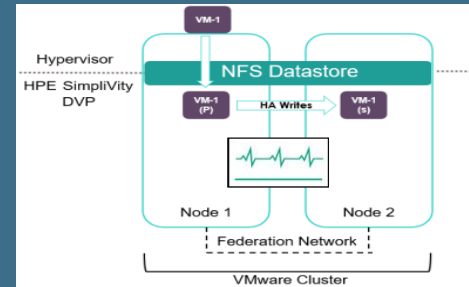 VM-1
Hypervisor
NFS Datastore
HPE SimpliVity
DVP
VM-1
(P)
HA Writes
VM-1
(s)
Node 1
Node 2
Federation Network
VMware Cluster